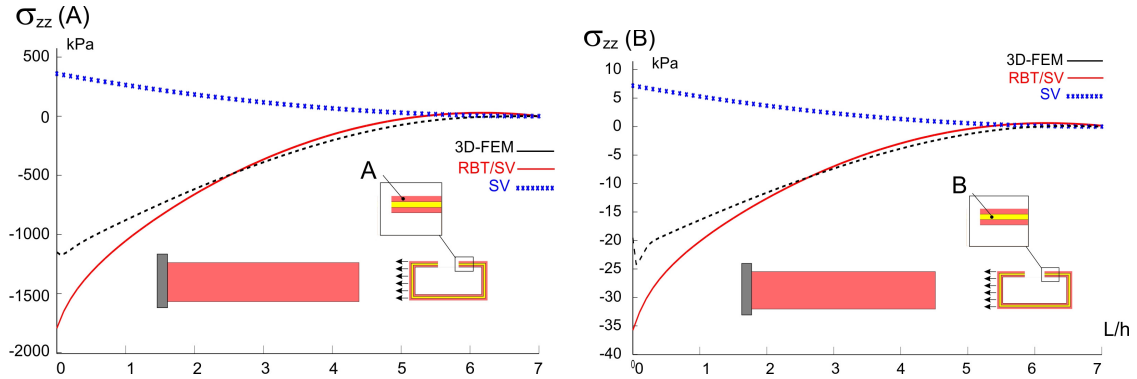 σzz (A)
kPa
500
0
-500
-1000
-1500
-2000
3D-FEM
RBT/SV
SV
A
0 1 2 3 4 5 6 7
σzz (B)
kPa
10
5
0
-5
-10
-15
-20
-25
-30
-35
-40
3D-FEM
RBT/SV
SV
B
L/h
0 0 1 2 3 4 5 6 7